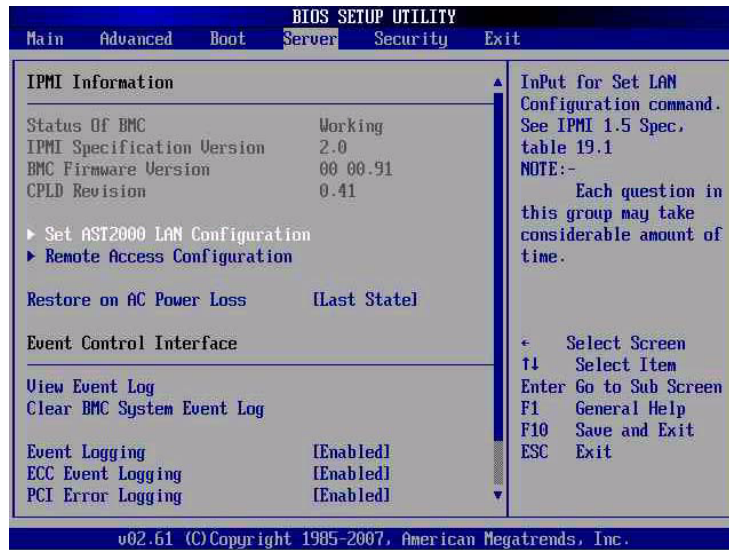 BIOS SETUP UTILITY
Main Advanced Boot Server Security Exit
IPMI Information
Status Of BMC Working
IPMI Specification Version 2.0
BMC Firmware Version 00 00.91
CPLD Revision 0.41
▶ Set AST2000 LAN Configuration
▶ Remote Access Configuration
Restore on AC Power Loss [Last State]
Event Control Interface
View Event Log
Clear BMC System Event Log
Event Logging [Enabled]
ECC Event Logging [Enabled]
PCI Error Logging [Enabled]
InPut for Set LAN
Configuration command.
See IPMI 1.5 Spec,
table 19.1
NOTE:-
Each question in
this group may take
considerable amount of
time.
← Select Screen
↑↓ Select Item
Enter Go to Sub Screen
F1 General Help
F10 Save and Exit
ESC Exit
v02.61 (C)Copyright 1985-2007, American Megatrends, Inc.